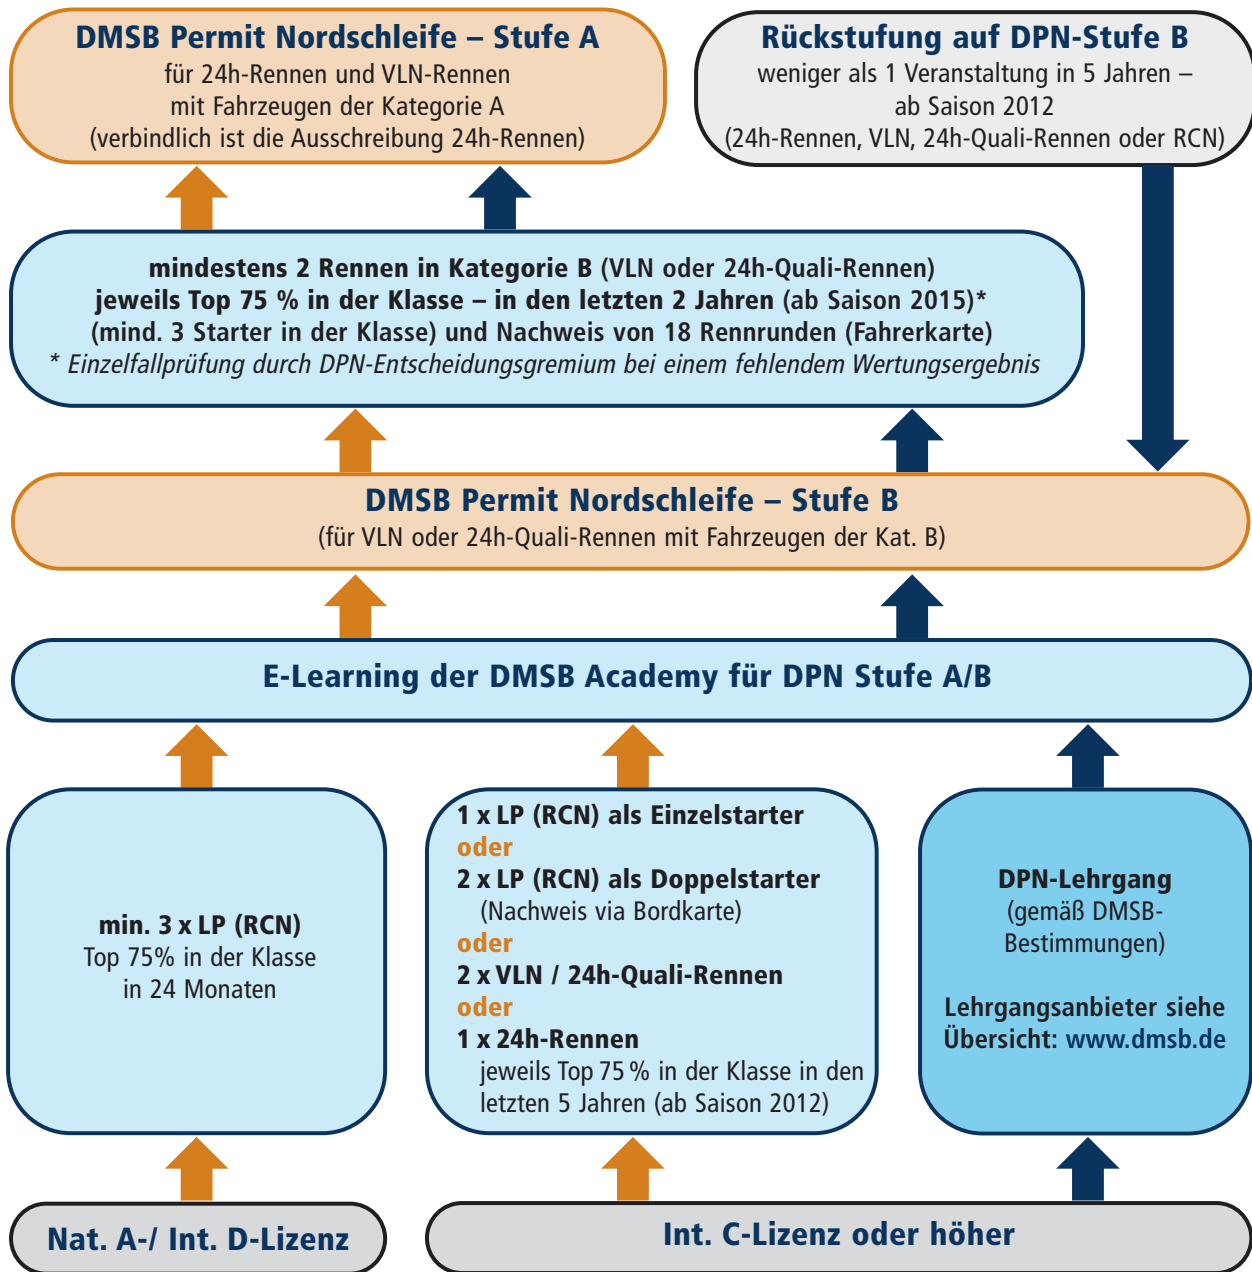 DMSB Permit Nordschleife – Stufe A
für 24h-Rennen und VLN-Rennen
mit Fahrzeugen der Kategorie A
(verbindlich ist die Ausschreibung 24h-Rennen)
Rückstufung auf DPN-Stufe B
weniger als 1 Veranstaltung in 5 Jahren –
ab Saison 2012
(24h-Rennen, VLN, 24h-Quali-Rennen oder RCN)
mindestens 2 Rennen in Kategorie B (VLN oder 24h-Quali-Rennen)
jeweils Top 75 % in der Klasse – in den letzten 2 Jahren (ab Saison 2015)*
(mind. 3 Starter in der Klasse) und Nachweis von 18 Rennrunden (Fahrerkarte)
* Einzelfallprüfung durch DPN-Entscheidungsgremium bei einem fehlendem Wertungsergebnis
DMSB Permit Nordschleife – Stufe B
(für VLN oder 24h-Quali-Rennen mit Fahrzeugen der Kat. B)
E-Learning der DMSB Academy für DPN Stufe A/B
min. 3 x LP (RCN)
Top 75% in der Klasse
in 24 Monaten
1 x LP (RCN) als Einzelstarter
oder
2 x LP (RCN) als Doppelstarter
(Nachweis via Bordkarte)
oder
2 x VLN / 24h-Quali-Rennen
oder
1 x 24h-Rennen
jeweils Top 75 % in der Klasse in den
letzten 5 Jahren (ab Saison 2012)
DPN-Lehrgang
(gemäß DMSB-
Bestimmungen)
Lehrgangsanbieter siehe
Übersicht: www.dmsb.de
Nat. A-/ Int. D-Lizenz
Int. C-Lizenz oder höher